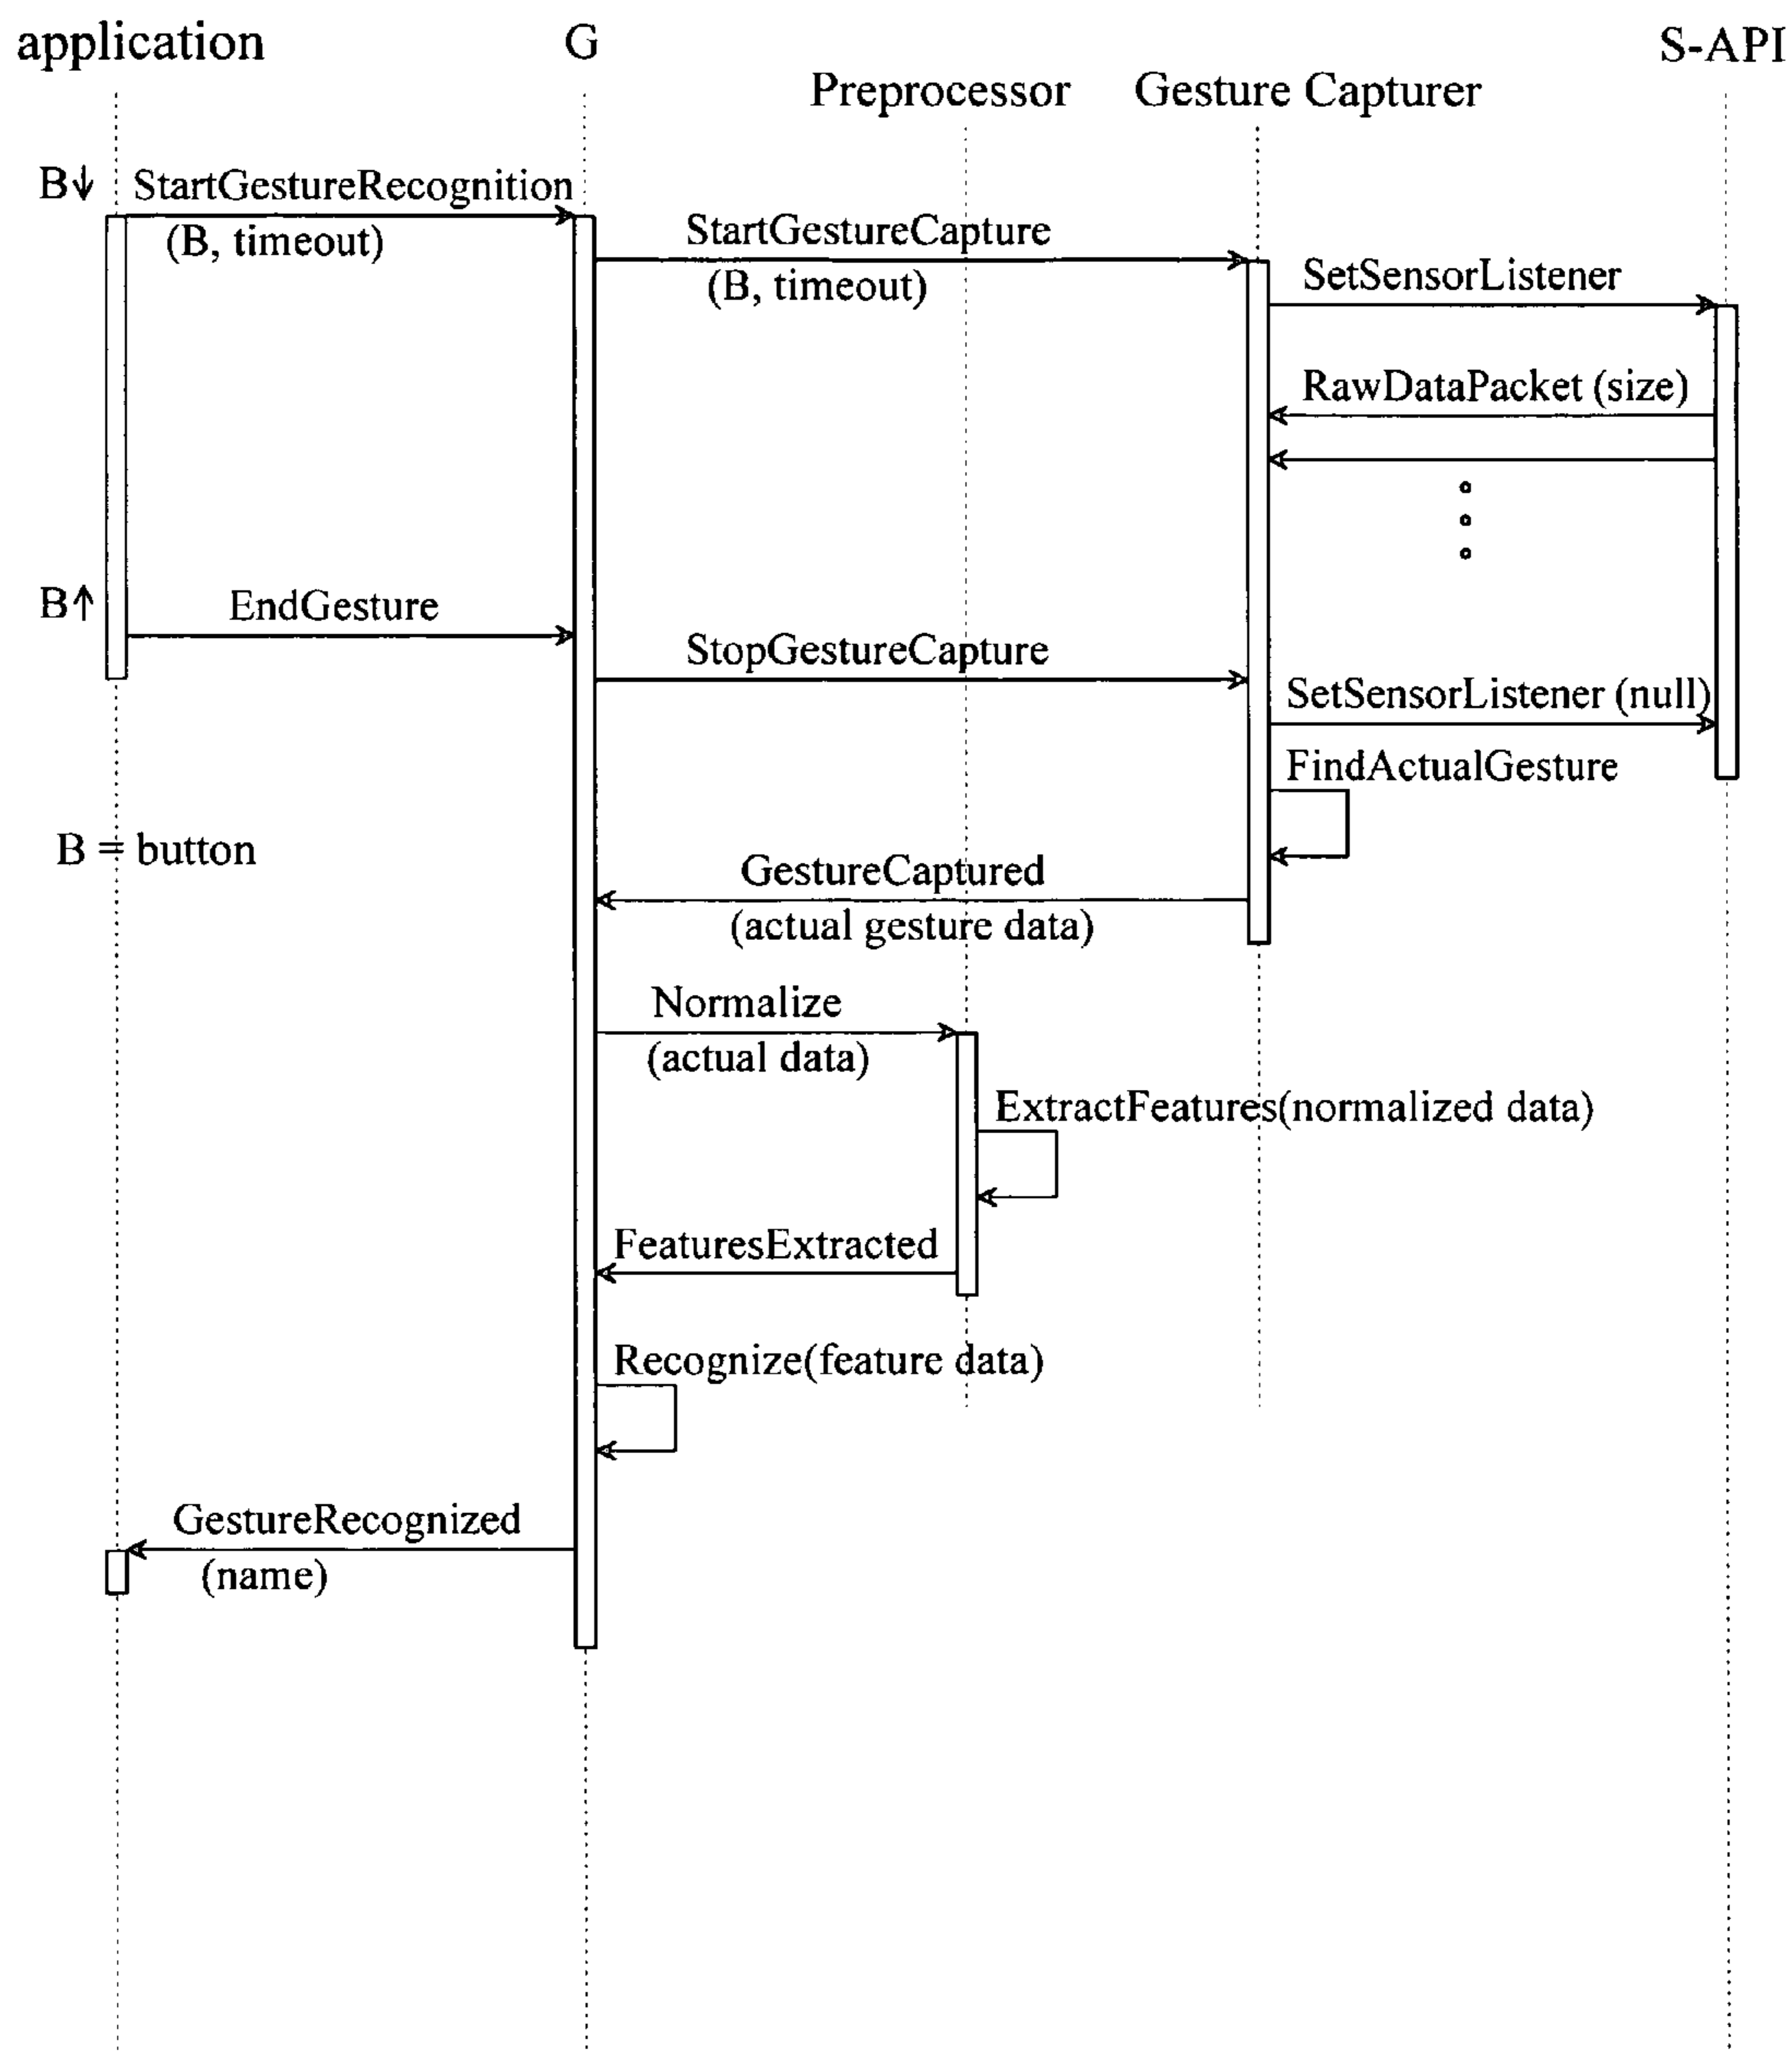 application
G
S-API
Preprocessor
Gesture Capturer
B↓
StartGestureRecognition
(B, timeout)
StartGestureCapture
(B, timeout)
SetSensorListener
RawDataPacket (size)
B↑
EndGesture
StopGestureCapture
SetSensorListener (null)
FindActualGesture
B = button
GestureCaptured
(actual gesture data)
Normalize
(actual data)
ExtractFeatures(normalized data)
FeaturesExtracted
Recognize(feature data)
GestureRecognized
(name)